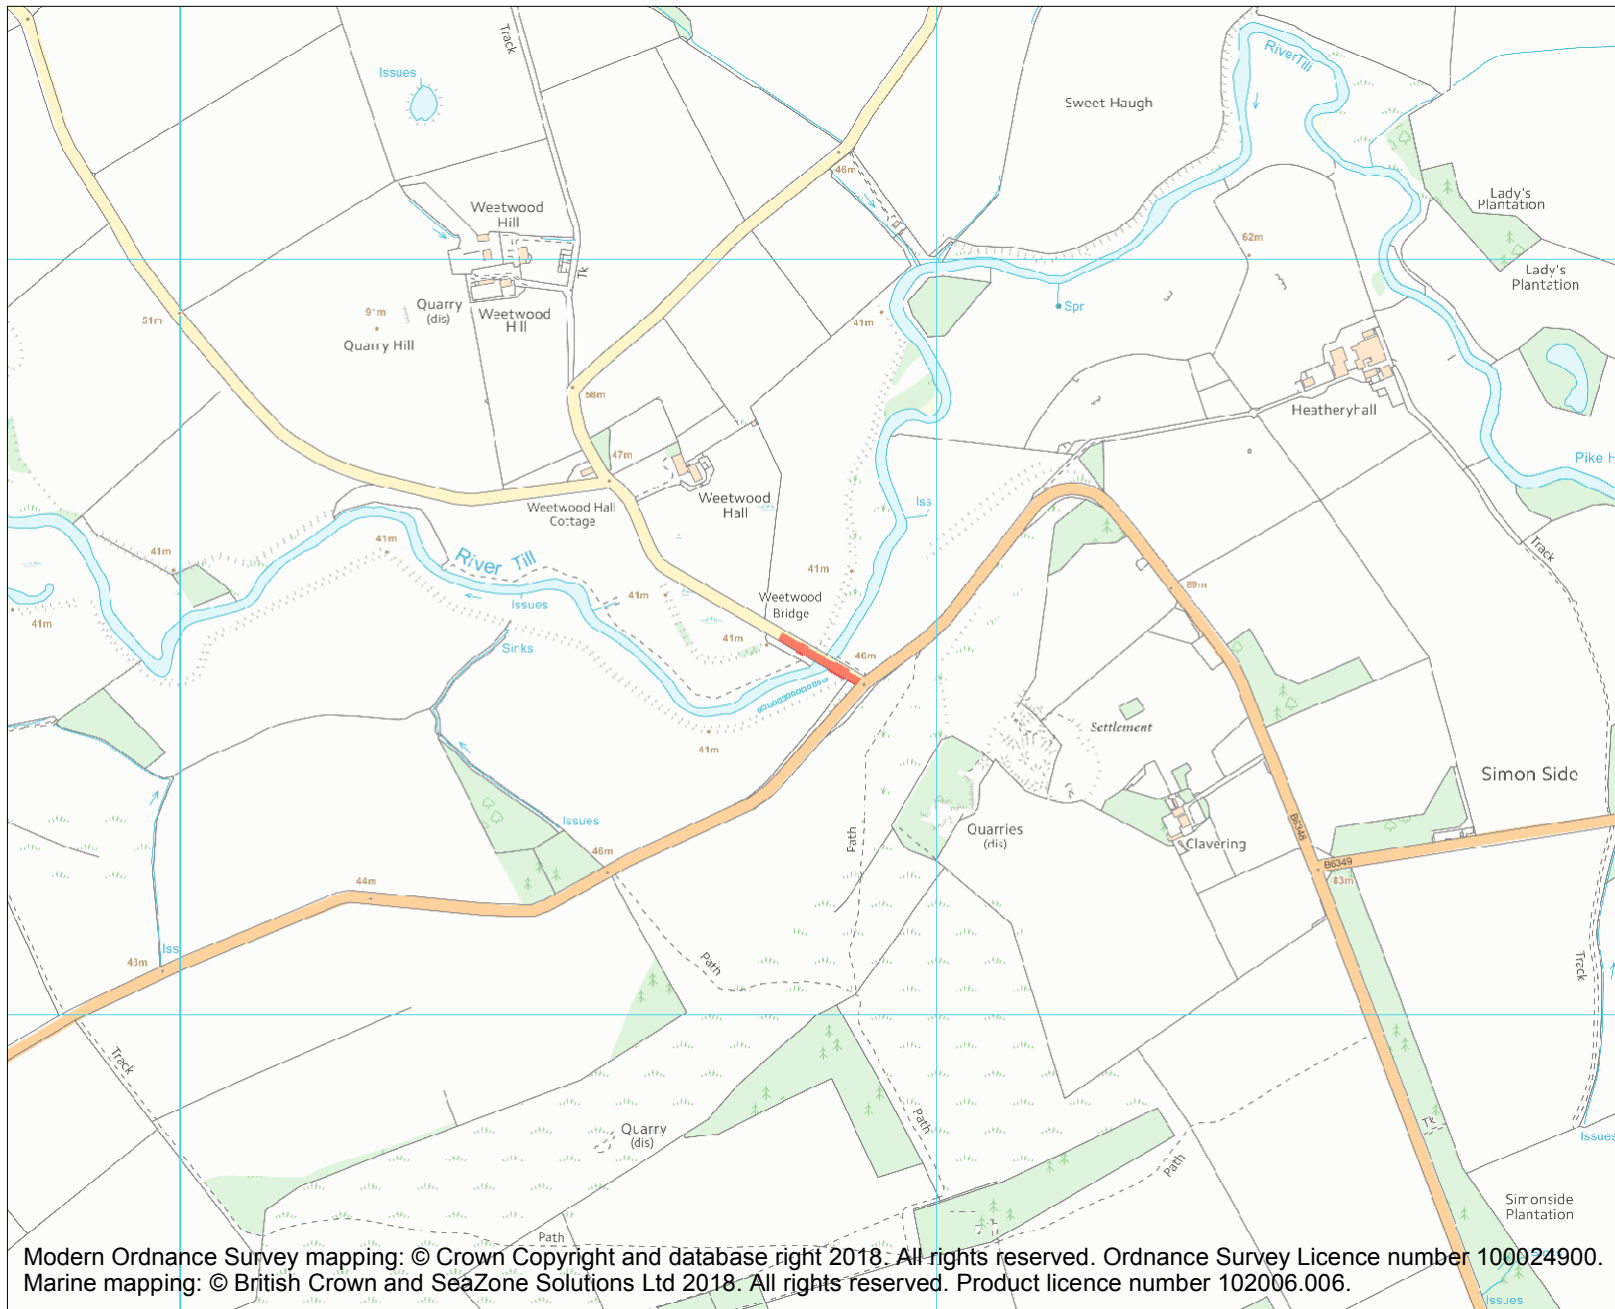 Track
River Till
Issues
Sweet Haugh
46m
Weetwood
Hill
Lady's
Plantation
62m
Tk
Lady's
Plantation
Quarry
(dis)
Weetwood
Hill
Spr
51m
91m
Quarry Hill
41m
58m
Heatheryhall
47m
Pike H
Weetwood
Hall
Iss
Weetwood Hall
Cottage
41m
41m
River Till
Track
41m
89m
41m
Issues
Weetwood
Bridge
41m
41m
Sinks
46m
Settlement
41m
Simon Side
Issues
Quarries
(dis)
Path
B6348
Clavering
46m
B6349
83m
44m
Iss
43m
Path
Track
Track
Path
Tk
Quarry
(dis)
Issues
Path
Simonside
Plantation
Path
Modern Ordnance Survey mapping: © Crown Copyright and database right 2018. All rights reserved. Ordnance Survey Licence number 100024900.
Marine mapping: © British Crown and SeaZone Solutions Ltd 2018. All rights reserved. Product licence number 102006.006.
Issues